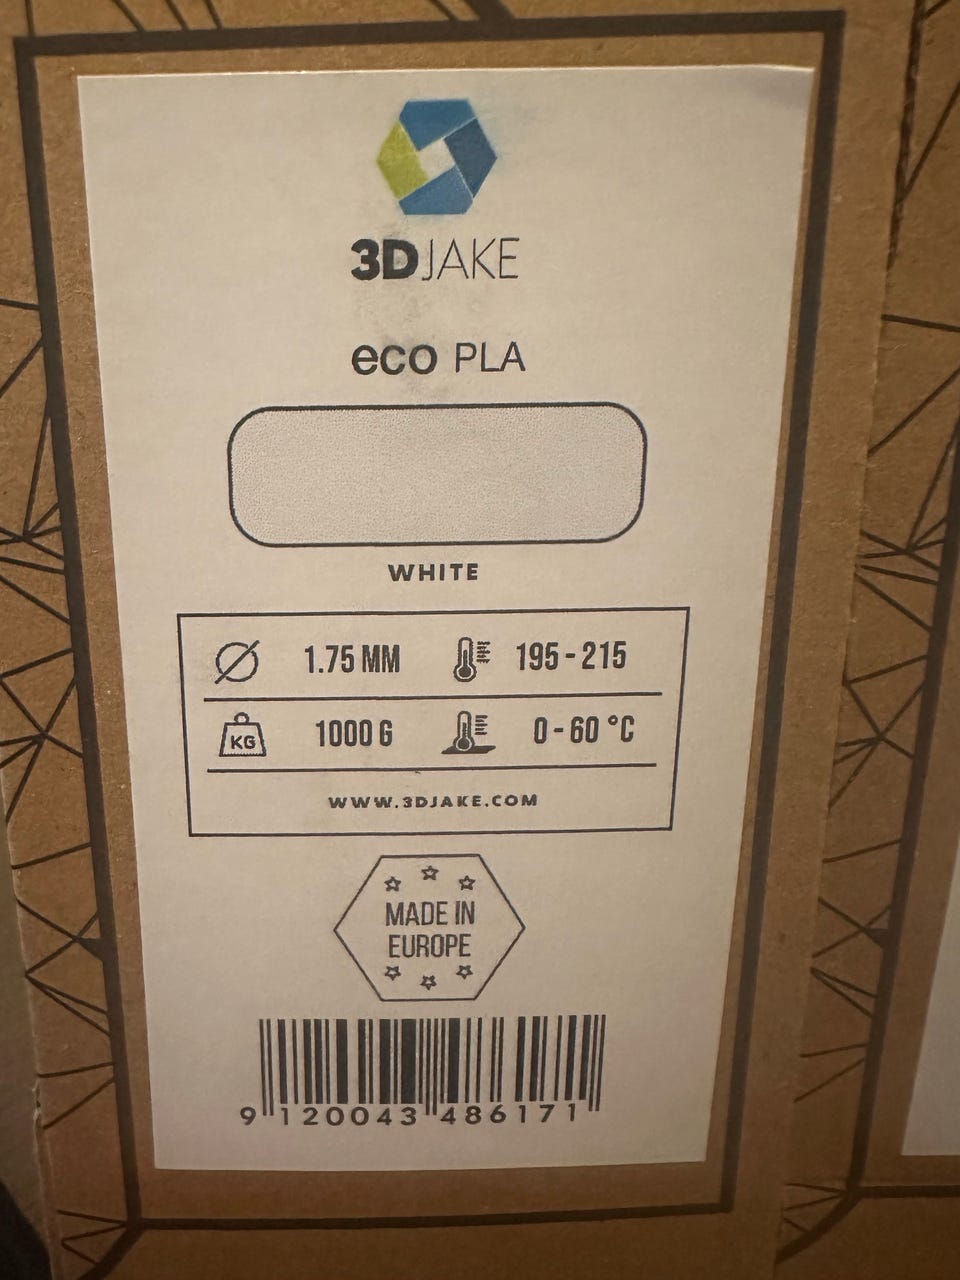 3DJAKE
eco PLA
WHITE
1.75 MM 195-215
KG 1000 G 0-60 °C
WWW.3DJAKE.COM
MADE IN
EUROPE
9 120043 486171